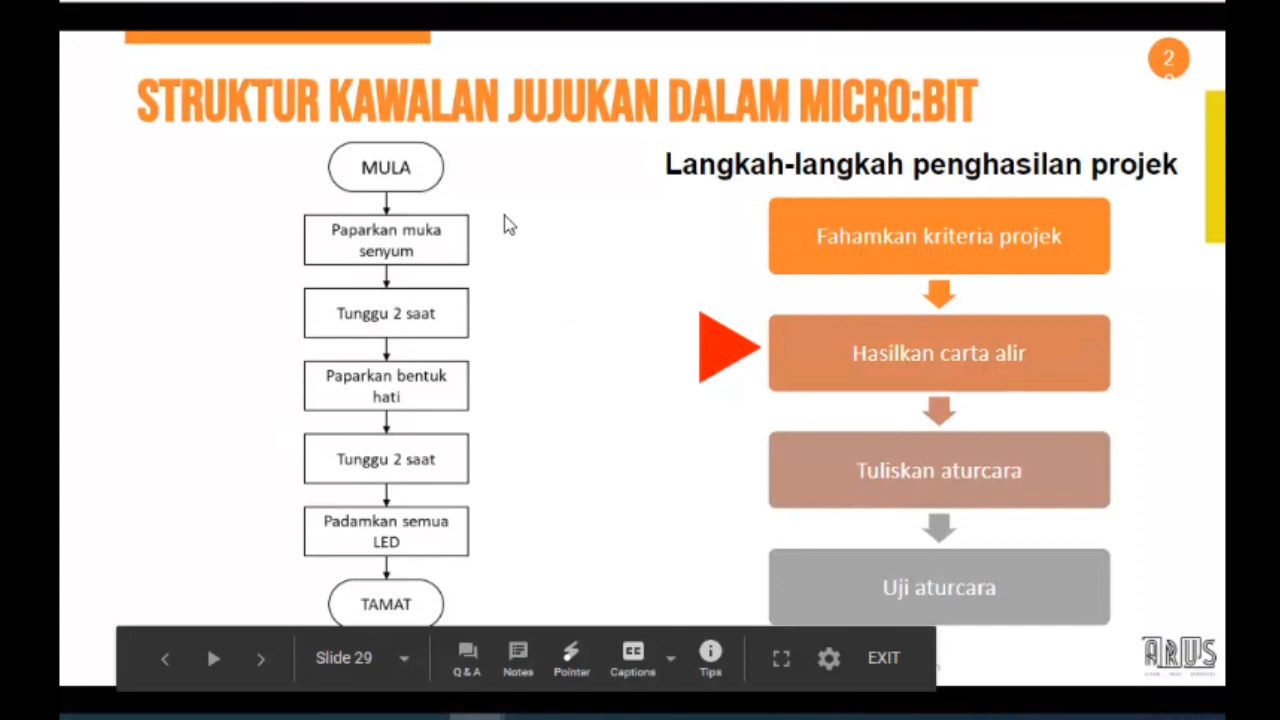 STRUKTUR KAWALAN JUJUKAN DALAM MICRO:BIT
MULA
Paparkan muka
senyum
Tunggu 2 saat
Paparkan bentuk
hati
Tunggu 2 saat
Padamkan semua
LED
TAMAT
Langkah-langkah penghasilan projek
Fahamkan kriteria projek
Hasilkan carta alir
Tuliskan aturcara
Uji aturcara
2
ARUS
Slide 29
Q&A
Notes
Pointer
CC
Captions
Tips
EXIT